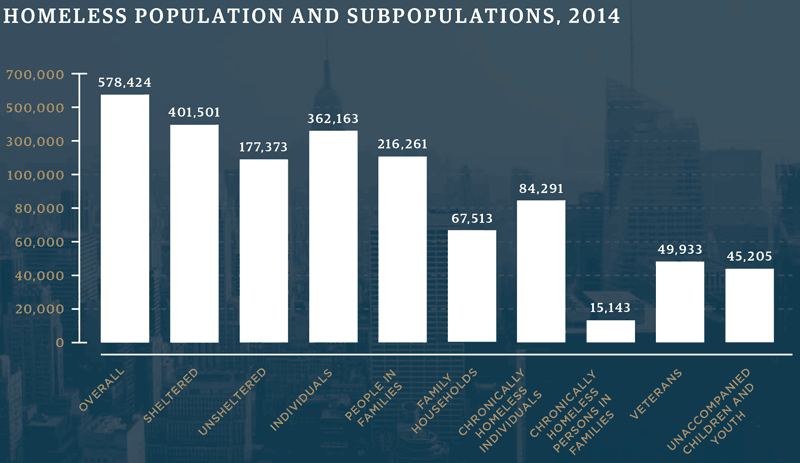 HOMELESS POPULATION AND SUBPOPULATIONS, 2014
700,000
500,000
300,000
100,000
80,000
60,000
40,000
20,000
0
578,424
401,501
177,373
362,163
216,261
67,513
84,291
15,143
49,933
45,205
OVERALL
SHELTERED
UNSHELTERED
INDIVIDUALS
PEOPLE IN
FAMILIES
FAMILY
HOUSEHOLDS
CHRONICALLY
HOMELESS
INDIVIDUALS
CHRONICALLY
HOMELESS
PERSONS IN
FAMILIES
VETERANS
UNACCOMPANIED
CHILDREN AND
YOUTH